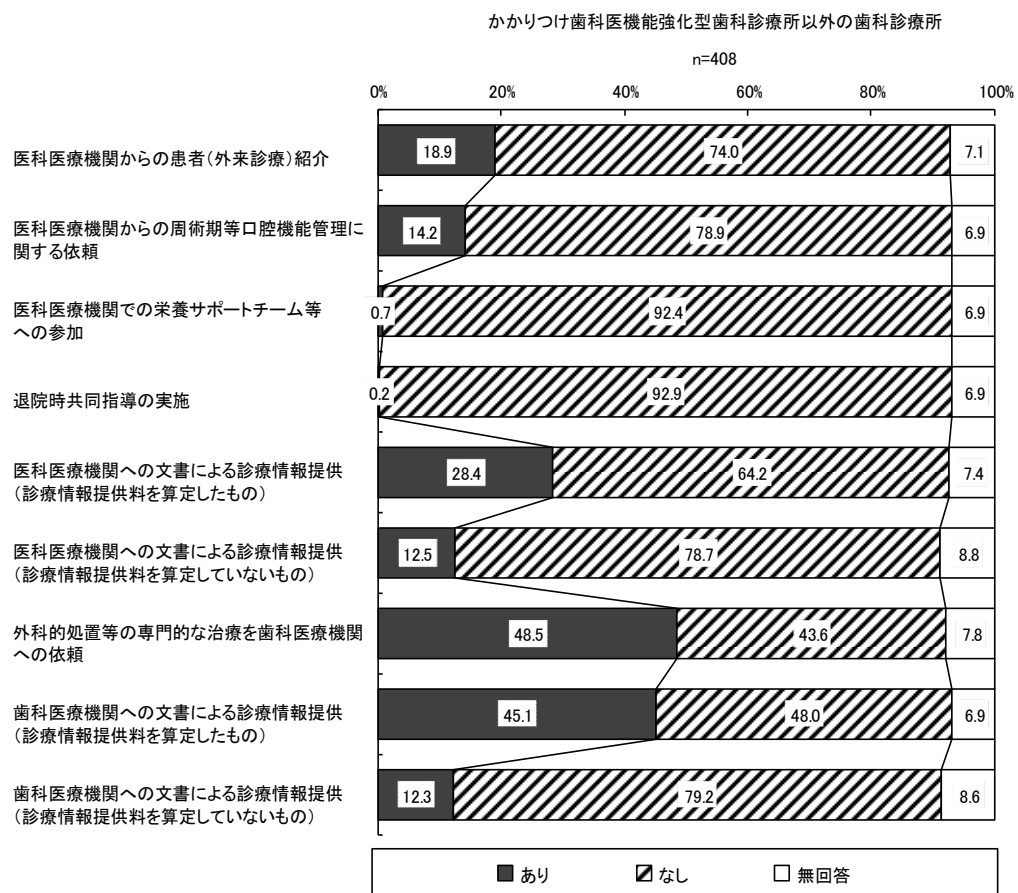 かかりつけ歯科医機能強化型歯科診療所以外の歯科診療所
n=408
0% 20% 40% 60% 80% 100%
医科医療機関からの患者（外来診療）紹介
18.9 74.0 7.1
医科医療機関からの周術期等口腔機能管理に
関する依頼
14.2 78.9 6.9
医科医療機関での栄養サポートチーム等
への参加
0.7 92.4 6.9
退院時共同指導の実施
0.2 92.9 6.9
医科医療機関への文書による診療情報提供
（診療情報提供料を算定したもの）
28.4 64.2 7.4
医科医療機関への文書による診療情報提供
（診療情報提供料を算定していないもの）
12.5 78.7 8.8
外科的処置等の専門的な治療を歯科医療機関
への依頼
48.5 43.6 7.8
歯科医療機関への文書による診療情報提供
（診療情報提供料を算定したもの）
45.1 48.0 6.9
歯科医療機関への文書による診療情報提供
（診療情報提供料を算定していないもの）
12.3 79.2 8.6
あり なし 無回答